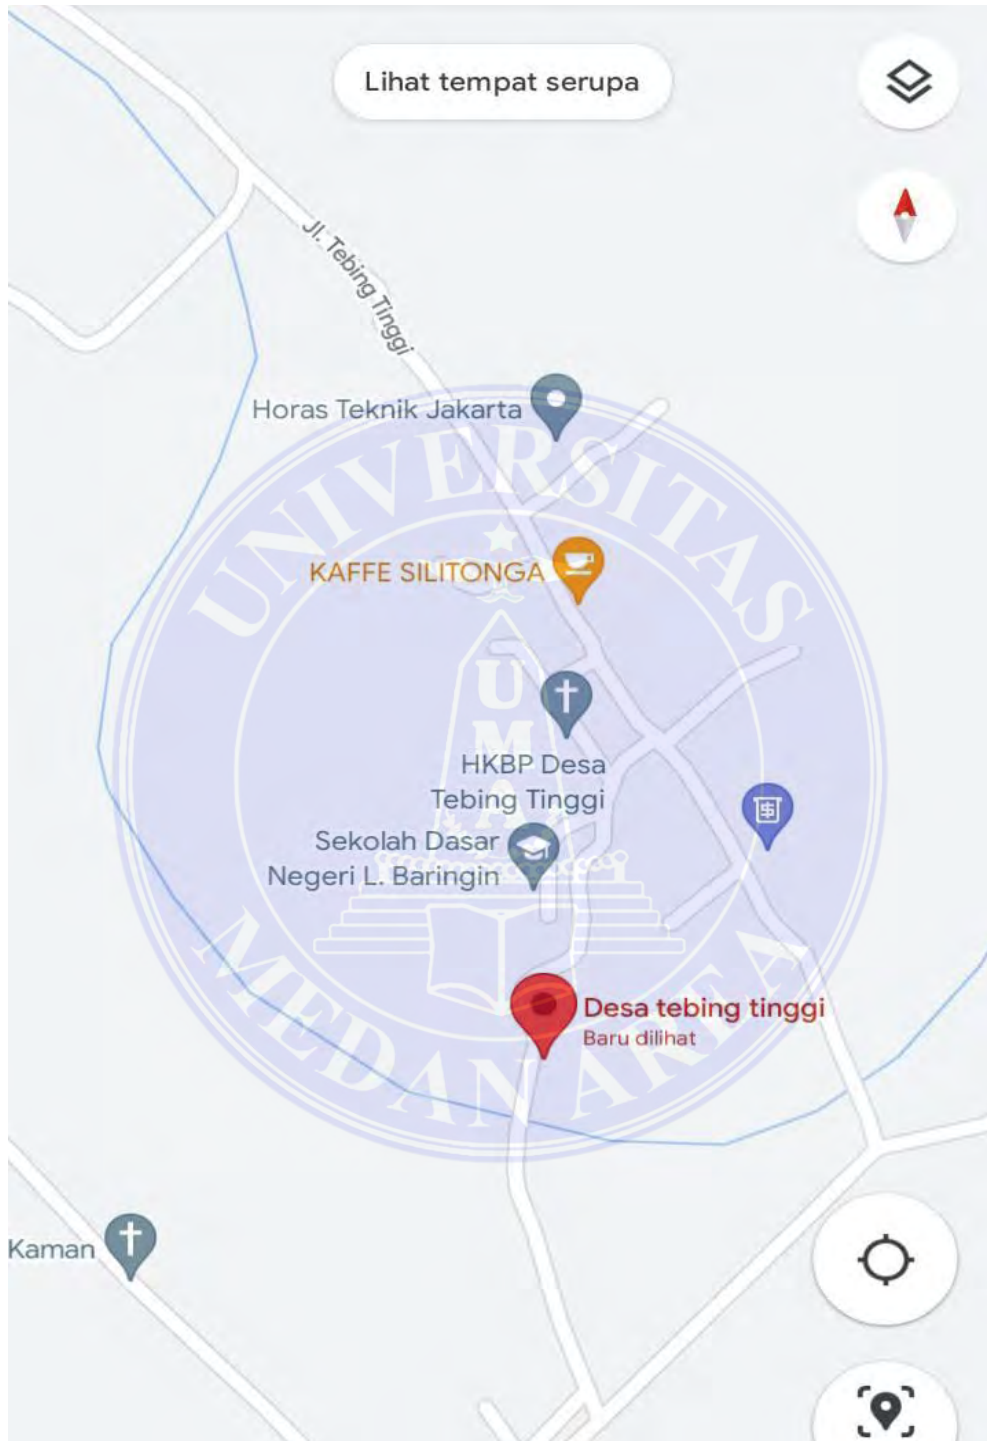 Lihat tempat serupa
Jl. Tebing Tinggi
Horas Teknik Jakarta
UNIVERSITAS
KAFFE SILITONGA
UMA
HKBP Desa
Tebing Tinggi
Sekolah Dasar
Negeri L. Baringin
Desa tebing tinggi
Baru dilihat
MEDAN AREA
Kaman